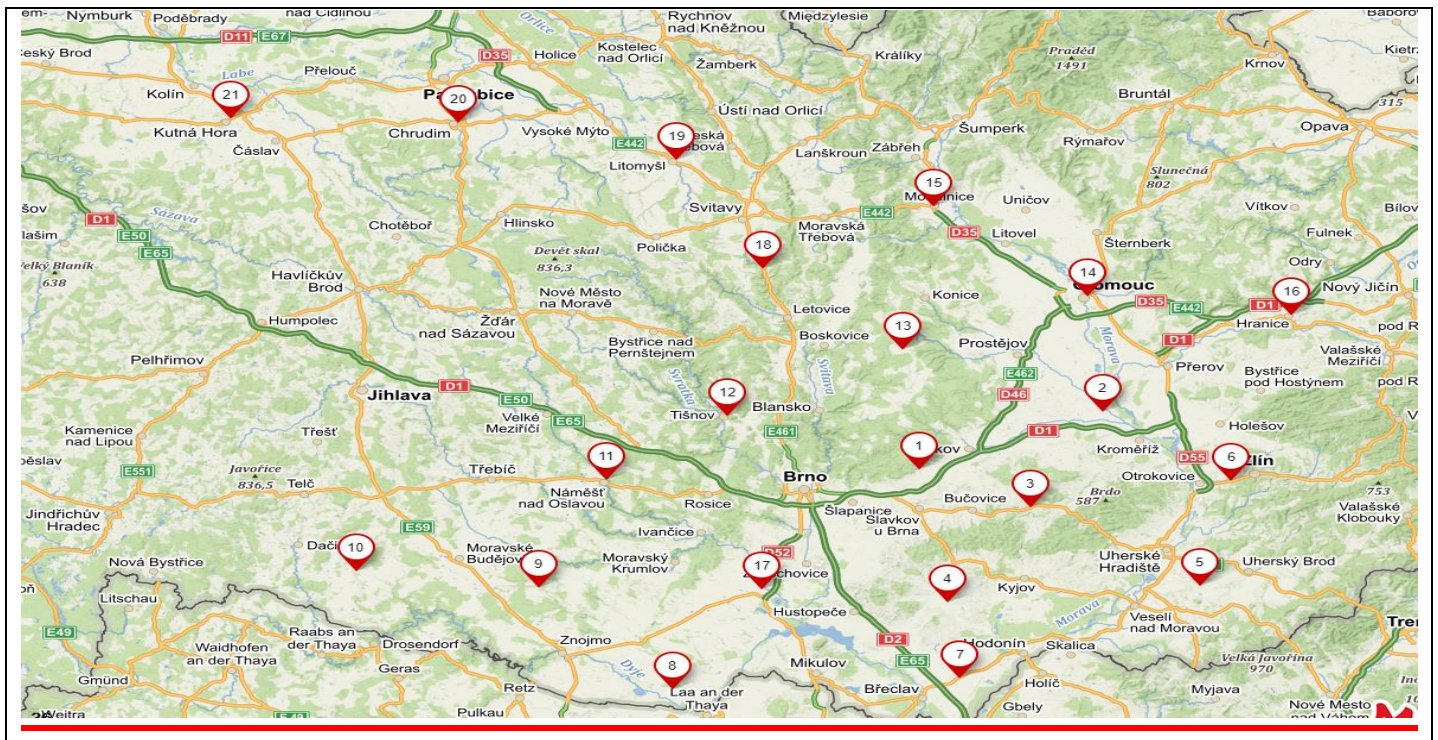 Nymburk
Poděbrady
nad Cidlinou
Orlice
Rychnov
nad Kněžnou
Międzylesie
D11
E67
D35
Holice
Kostelec
nad Orlicí
Žamberk
Králíky
Praděd
1491
Krnov
Český Brod
Přelouč
Labe
Kolín
21
20
Ústí nad Orlicí
Bruntál
315
Opava
Kutná Hora
Chrudim
Vysoké Mýto
19
E442
Šumperk
Rýmařov
Čáslav
Litomyšl
Lanškroun
Zábřeh
Slunečná
802
15
Uničov
Sázava
D1
E50
E65
Chotěboř
Hlinsko
Svitavy
E442
Moravská
Třebová
D35
Litovel
Vítkov
Šternberk
Fulnek
Velký Blaník
638
Devět skal
836,3
Polička
18
Odry
Havlíčkův
Brod
Nové Město
na Moravě
14
Olomouc
Konice
16
Nový Jičín
D35
E442
D1
Hranice
Letovice
Humpolec
Žďár
nad Sázavou
13
Boskovice
Prostějov
Morava
D1
pod R
Bystřice nad
Pernštejnem
Svratka
Svitava
Pelhřimov
Valašské
Meziříčí
Přerov
Bystřice
pod Hostýnem
pod R
E462
D46
2
D1
Jihlava
E50
12
Tišnov
Blansko
Velké
Meziříčí
E65
E461
Holešov
Kamenice
nad Lipou
Třešť
1
D1
Kroměříž
11
6
Zlín
D55
E551
Javořice
836,5
Telč
Třebíč
Brno
3
Brdo
587
Otrokovice
753
Valašské
Klobouky
Náměšť
nad Oslavou
Rosice
Bučovice
Šlapanice
Slavkov
u Brna
Jindřichův
Hradec
E59
Ivančice
10
Moravské
9
Moravský
Krumlov
D52
17
Uherské
Hradiště
5
Uherský Brod
Nová Bystřice
4
Kyjov
Litschau
Hustopeče
Morava
Veselí
nad Moravou
E49
Raabs an
der Thaya
Drosendorf
Znojmo
D2
Waidhofen
an der Thaya
Hodonín
Skalica
Velká Javořina
970
7
E65
8
Dyje
Mikulov
Geras
Gmünd
Retz
Laa an der
Thaya
Břeclav
Holíč
Myjava
Pulkau
Gbely
Nové Mesto
nad Váhom